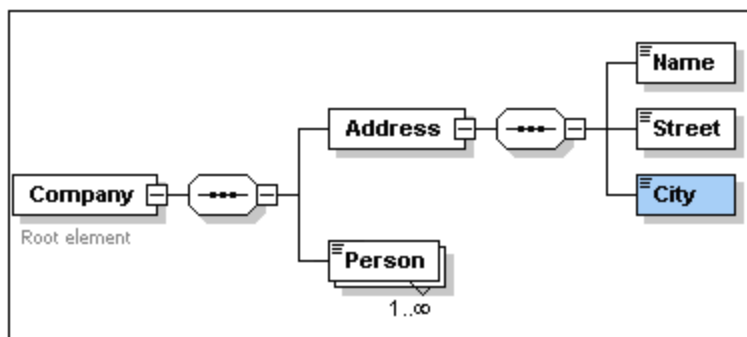 Company
Root element
Address
Name
Street
City
Person
1..∞